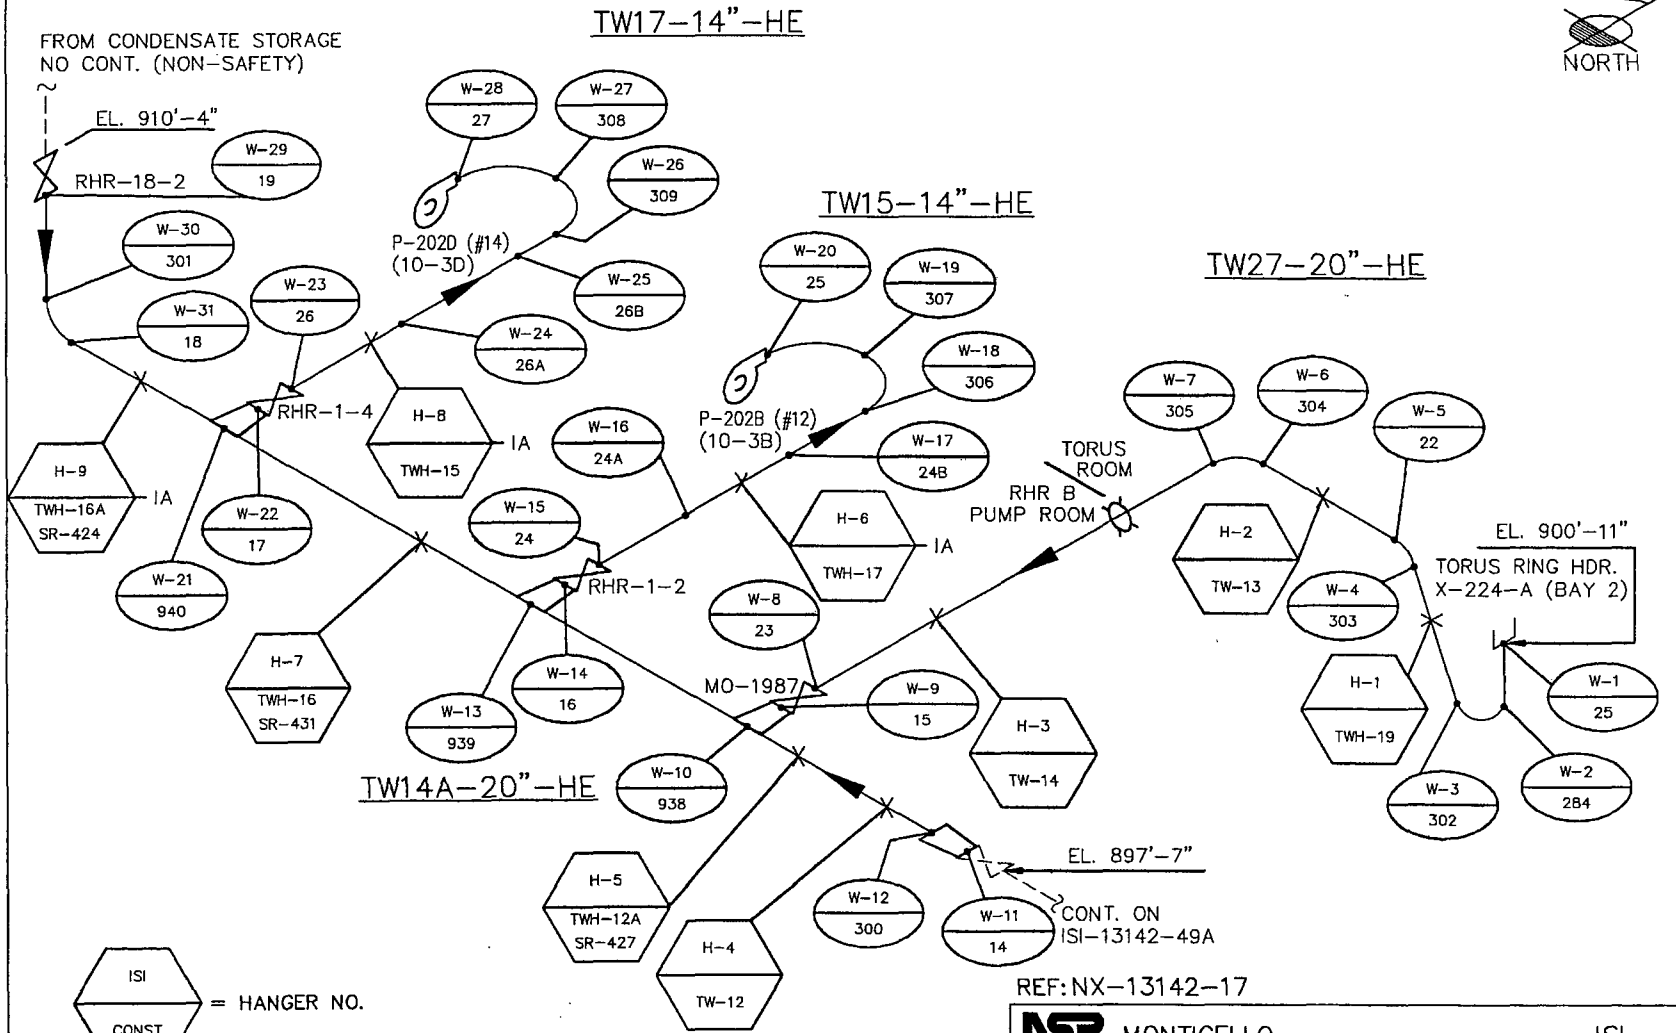 TW17-14"-HE
FROM CONDENSATE STORAGE
NO CONT. (NON-SAFETY)
NORTH
EL. 910'-4"
RHR-18-2
W-29
19
W-28
27
W-27
308
W-26
309
P-202D (#14)
(10-3D)
W-30
301
W-31
18
W-23
26
W-25
26B
W-24
26A
TW15-14"-HE
W-20
25
W-19
307
W-18
306
P-202B (#12)
(10-3B)
TW27-20"-HE
RHR-1-4
H-8
TWH-15
IA
H-9
TWH-16A
SR-424
IA
W-22
17
W-21
940
W-16
24A
W-17
24B
W-15
24
RHR-1-2
H-6
TWH-17
IA
TORUS
ROOM
RHR B
PUMP ROOM
W-7
305
W-6
304
W-5
22
H-2
TW-13
W-4
303
EL. 900'-11"
TORUS RING HDR.
X-224-A (BAY 2)
H-1
TWH-19
W-1
25
W-2
284
W-3
302
H-7
TWH-16
SR-431
W-14
16
W-13
939
W-8
23
MO-1987
W-9
15
W-10
938
H-3
TW-14
TW14A-20"-HE
H-5
TWH-12A
SR-427
H-4
TW-12
W-12
300
W-11
14
EL. 897'-7"
CONT. ON
ISI-13142-49A
ISI
CONST
= HANGER NO.
REF: NX-13142-17
NSP
MONTICELLO
ISI